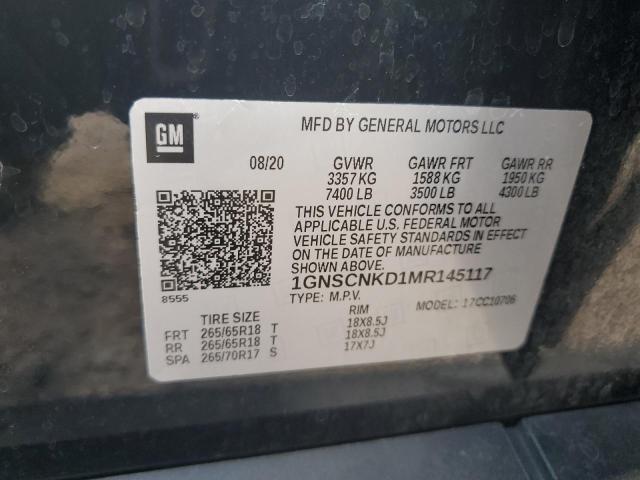 GM
MFD BY GENERAL MOTORS LLC
08/20 GVWR GAWR FRT GAWR RR
3357 KG 1588 KG 1950 KG
7400 LB 3500 LB 4300 LB
THIS VEHICLE CONFORMS TO ALL
APPLICABLE U.S. FEDERAL MOTOR
VEHICLE SAFETY STANDARDS IN EFFECT
ON THE DATE OF MANUFACTURE
SHOWN ABOVE.
1GNSCNKD1MR145117
8555
TYPE: M.P.V. MODEL: 17CC10706
TIRE SIZE RIM
FRT 265/65R18 T 18X8.5J
RR 265/65R18 T 18X8.5J
SPA 265/70R17 S 17X7J